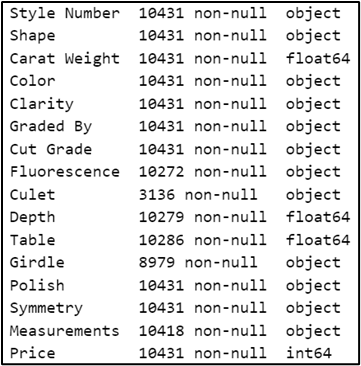 Style Number 10431 non-null object
Shape 10431 non-null object
Carat Weight 10431 non-null float64
Color 10431 non-null object
Clarity 10431 non-null object
Graded By 10431 non-null object
Cut Grade 10431 non-null object
Fluorescence 10272 non-null object
Culet 3136 non-null object
Depth 10279 non-null float64
Table 10286 non-null float64
Girdle 8979 non-null object
Polish 10431 non-null object
Symmetry 10431 non-null object
Measurements 10418 non-null object
Price 10431 non-null int64